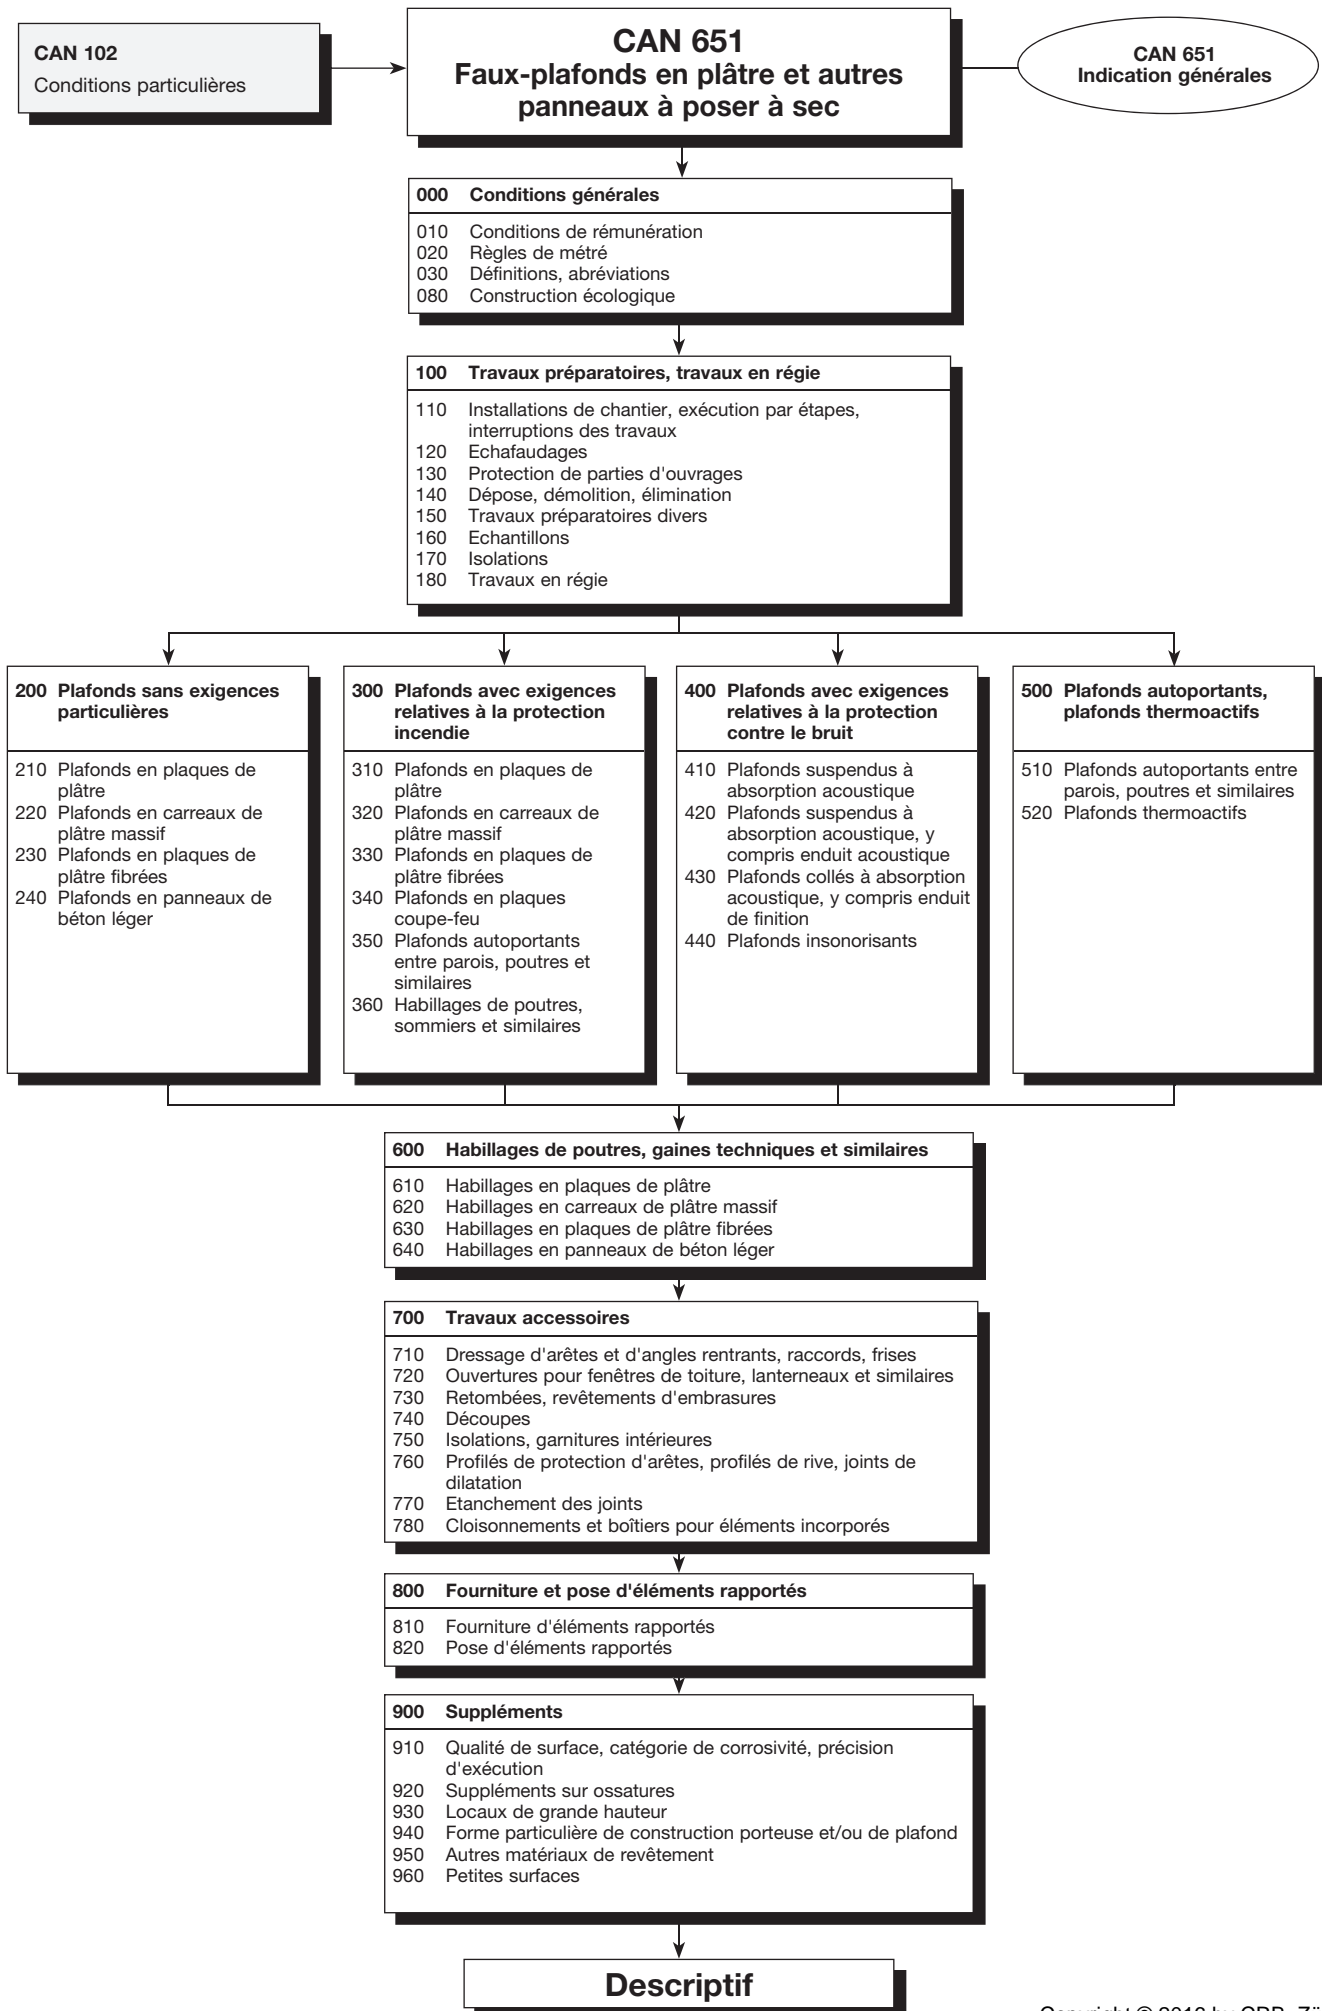 CAN 102
Conditions particulières
CAN 651
Faux-plafonds en plâtre et autres
panneaux à poser à sec
CAN 651
Indication générales
000 Conditions générales
010 Conditions de rémunération
020 Règles de métré
030 Définitions, abréviations
080 Construction écologique
100 Travaux préparatoires, travaux en régie
110 Installations de chantier, exécution par étapes,
interruptions des travaux
120 Echafaudages
130 Protection de parties d'ouvrages
140 Dépose, démolition, élimination
150 Travaux préparatoires divers
160 Echantillons
170 Isolations
180 Travaux en régie
200 Plafonds sans exigences
particulières
210 Plafonds en plaques de
plâtre
220 Plafonds en carreaux de
plâtre massif
230 Plafonds en plaques de
plâtre fibrées
240 Plafonds en panneaux de
béton léger
300 Plafonds avec exigences
relatives à la protection
incendie
310 Plafonds en plaques de
plâtre
320 Plafonds en carreaux de
plâtre massif
330 Plafonds en plaques de
plâtre fibrées
340 Plafonds en plaques
coupe-feu
350 Plafonds autoportants
entre parois, poutres et
similaires
360 Habillages de poutres,
sommiers et similaires
400 Plafonds avec exigences
relatives à la protection
contre le bruit
410 Plafonds suspendus à
absorption acoustique
420 Plafonds suspendus à
absorption acoustique, y
compris enduit acoustique
430 Plafonds collés à absorption
acoustique, y compris enduit
de finition
440 Plafonds insonorisants
500 Plafonds autoportants,
plafonds thermoactifs
510 Plafonds autoportants entre
parois, poutres et similaires
520 Plafonds thermoactifs
600 Habillages de poutres, gaines techniques et similaires
610 Habillages en plaques de plâtre
620 Habillages en carreaux de plâtre massif
630 Habillages en plaques de plâtre fibrées
640 Habillages en panneaux de béton léger
700 Travaux accessoires
710 Dressage d'arêtes et d'angles rentrants, raccords, frises
720 Ouvertures pour fenêtres de toiture, lanterneaux et similaires
730 Retombées, revêtements d'embrasures
740 Découpes
750 Isolations, garnitures intérieures
760 Profilés de protection d'arêtes, profilés de rive, joints de
dilatation
770 Etanchement des joints
780 Cloisonnements et boîtiers pour éléments incorporés
800 Fourniture et pose d'éléments rapportés
810 Fourniture d'éléments rapportés
820 Pose d'éléments rapportés
900 Suppléments
910 Qualité de surface, catégorie de corrosivité, précision
d'exécution
920 Suppléments sur ossatures
930 Locaux de grande hauteur
940 Forme particulière de construction porteuse et/ou de plafond
950 Autres matériaux de revêtement
960 Petites surfaces
Descriptif